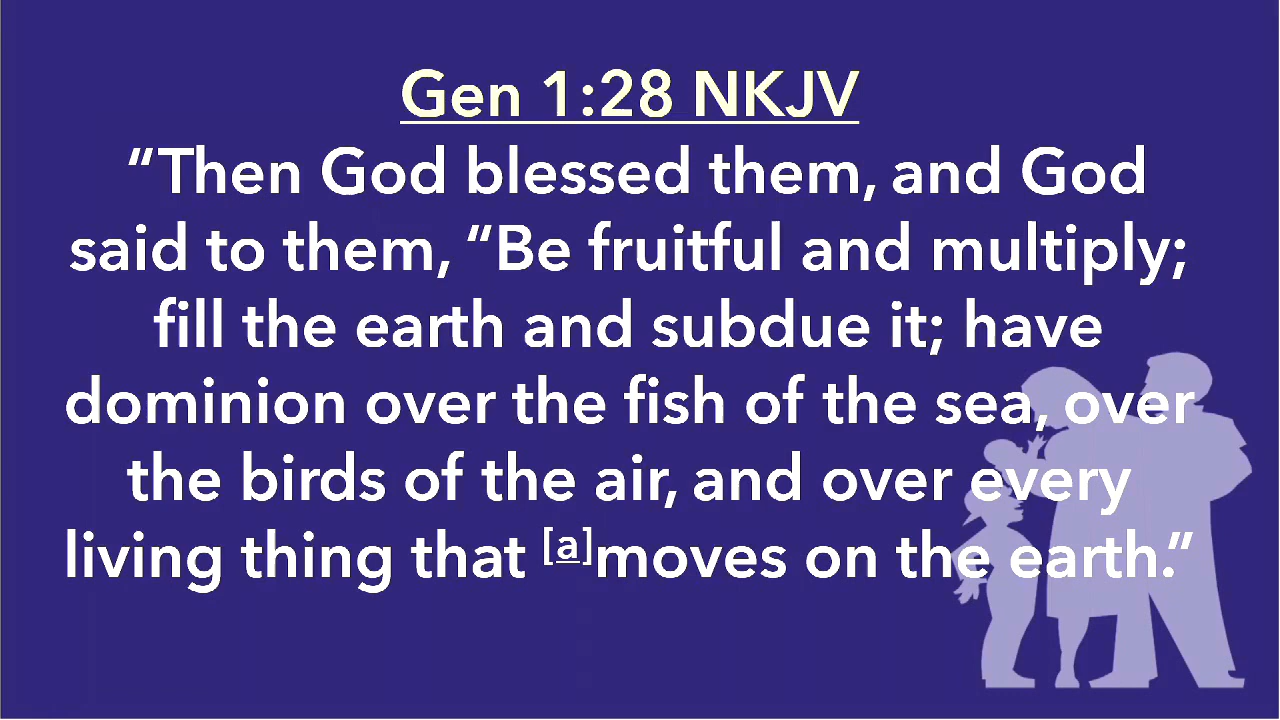 Gen 1:28 NKJV
“Then God blessed them, and God
said to them, “Be fruitful and multiply;
fill the earth and subdue it; have
dominion over the fish of the sea, over
the birds of the air, and over every
living thing that [a]moves on the earth.”